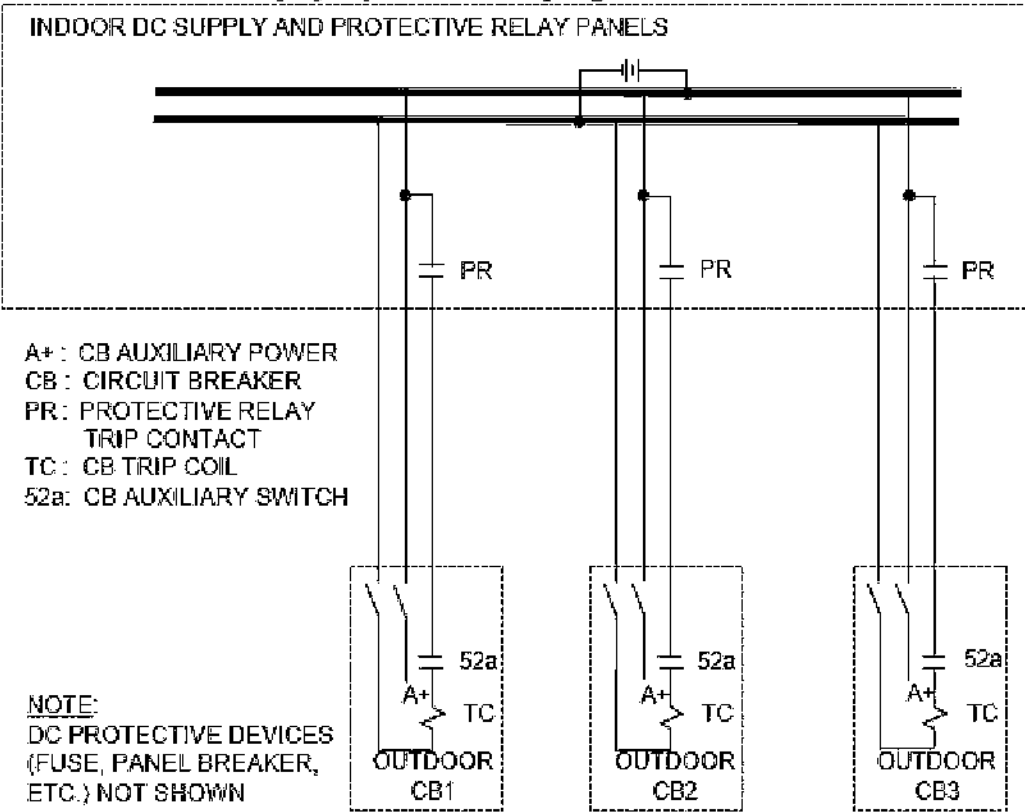 INDOOR DC SUPPLY AND PROTECTIVE RELAY PANELS
PR
PR
PR
A+ : CB AUXILIARY POWER
CB : CIRCUIT BREAKER
PR : PROTECTIVE RELAY
TRIP CONTACT
TC : CB TRIP COIL
52a: CB AUXILIARY SWITCH
52a
52a
52a
A+
A+
A+
TC
TC
TC
NOTE:
DC PROTECTIVE DEVICES
(FUSE, PANEL BREAKER,
ETC.) NOT SHOWN
OUTDOOR
CB1
OUTDOOR
CB2
OUTDOOR
CB3